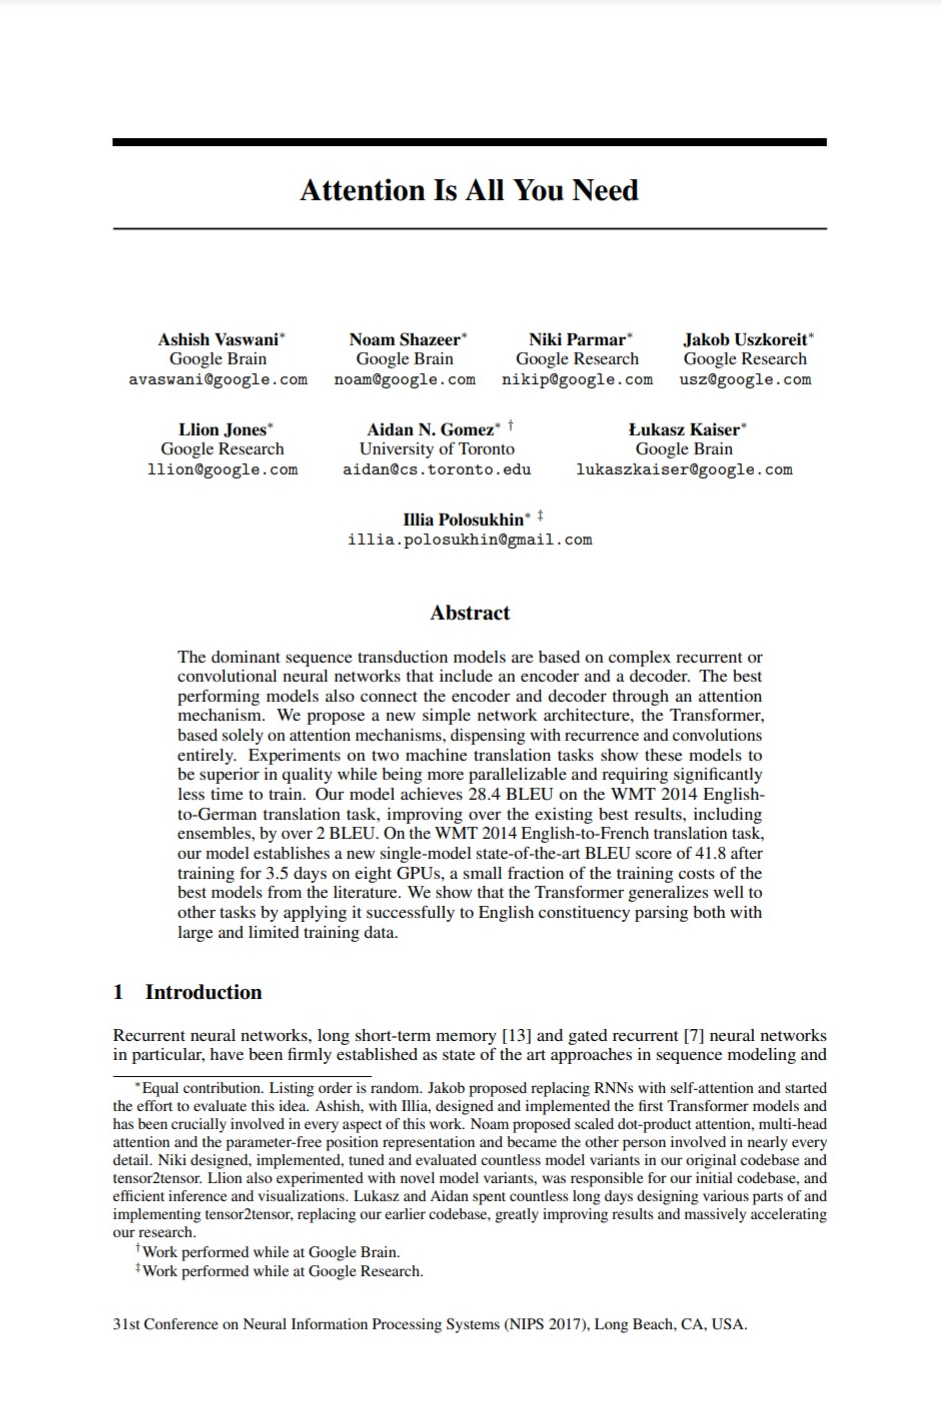 Attention Is All You Need
Ashish Vaswani* Noam Shazeer* Niki Parmar* Jakob Uszkoreit*
Google Brain Google Brain Google Research Google Research
avaswani@google.com noam@google.com nikip@google.com usz@google.com
Llion Jones* Aidan N. Gomez* † Łukasz Kaiser*
Google Research University of Toronto Google Brain
llion@google.com aidan@cs.toronto.edu lukaszkaiser@google.com
Illia Polosukhin* ‡
illia.polosukhin@gmail.com
Abstract
The dominant sequence transduction models are based on complex recurrent or
convolutional neural networks that include an encoder and a decoder. The best
performing models also connect the encoder and decoder through an attention
mechanism. We propose a new simple network architecture, the Transformer,
based solely on attention mechanisms, dispensing with recurrence and convolutions
entirely. Experiments on two machine translation tasks show these models to
be superior in quality while being more parallelizable and requiring significantly
less time to train. Our model achieves 28.4 BLEU on the WMT 2014 English-
to-German translation task, improving over the existing best results, including
ensembles, by over 2 BLEU. On the WMT 2014 English-to-French translation task,
our model establishes a new single-model state-of-the-art BLEU score of 41.8 after
training for 3.5 days on eight GPUs, a small fraction of the training costs of the
best models from the literature. We show that the Transformer generalizes well to
other tasks by applying it successfully to English constituency parsing both with
large and limited training data.
1 Introduction
Recurrent neural networks, long short-term memory [13] and gated recurrent [7] neural networks
in particular, have been firmly established as state of the art approaches in sequence modeling and
*Equal contribution. Listing order is random. Jakob proposed replacing RNNs with self-attention and started
the effort to evaluate this idea. Ashish, with Illia, designed and implemented the first Transformer models and
has been crucially involved in every aspect of this work. Noam proposed scaled dot-product attention, multi-head
attention and the parameter-free position representation and became the other person involved in nearly every
detail. Niki designed, implemented, tuned and evaluated countless model variants in our original codebase and
tensor2tensor. Llion also experimented with novel model variants, was responsible for our initial codebase, and
efficient inference and visualizations. Lukasz and Aidan spent countless long days designing various parts of and
implementing tensor2tensor, replacing our earlier codebase, greatly improving results and massively accelerating
our research.
†Work performed while at Google Brain.
‡Work performed while at Google Research.
31st Conference on Neural Information Processing Systems (NIPS 2017), Long Beach, CA, USA.